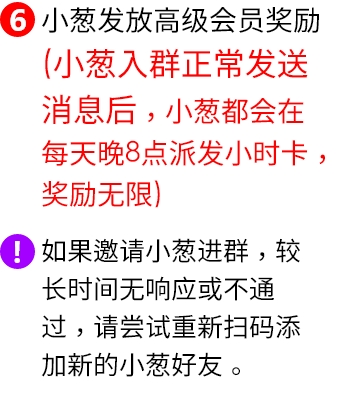 6 小葱发放高级会员奖励
(小葱入群正常发送
消息后，小葱都会在
每天晚8点派发小时卡，
奖励无限)
! 如果邀请小葱进群，较
长时间无响应或不通
过，请尝试重新扫码添
加新的小葱好友。